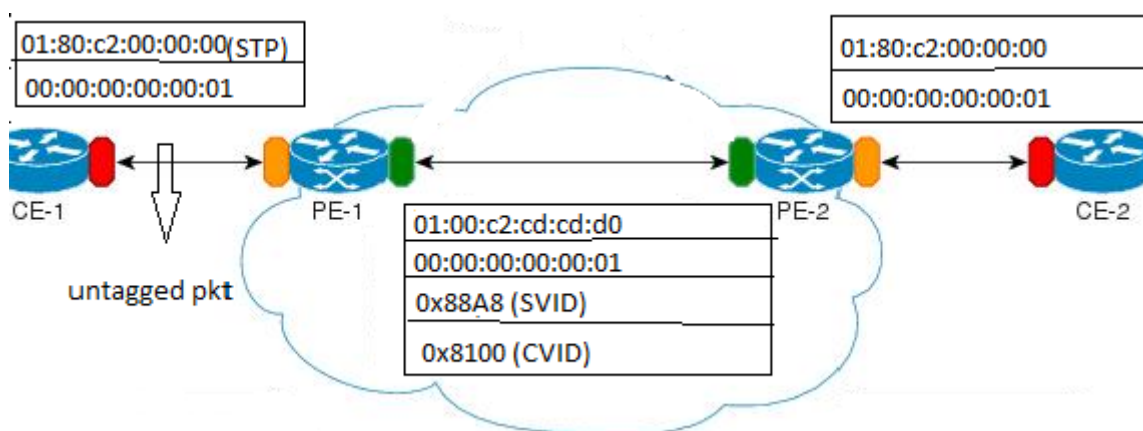 01:80:c2:00:00:00(STP)
00:00:00:00:00:01
01:80:c2:00:00:00
00:00:00:00:00:01
CE-1
PE-1
PE-2
CE-2
untagged pkt
01:00:c2:cd:cd:d0
00:00:00:00:00:01
0x88A8 (SVID)
0x8100 (CVID)